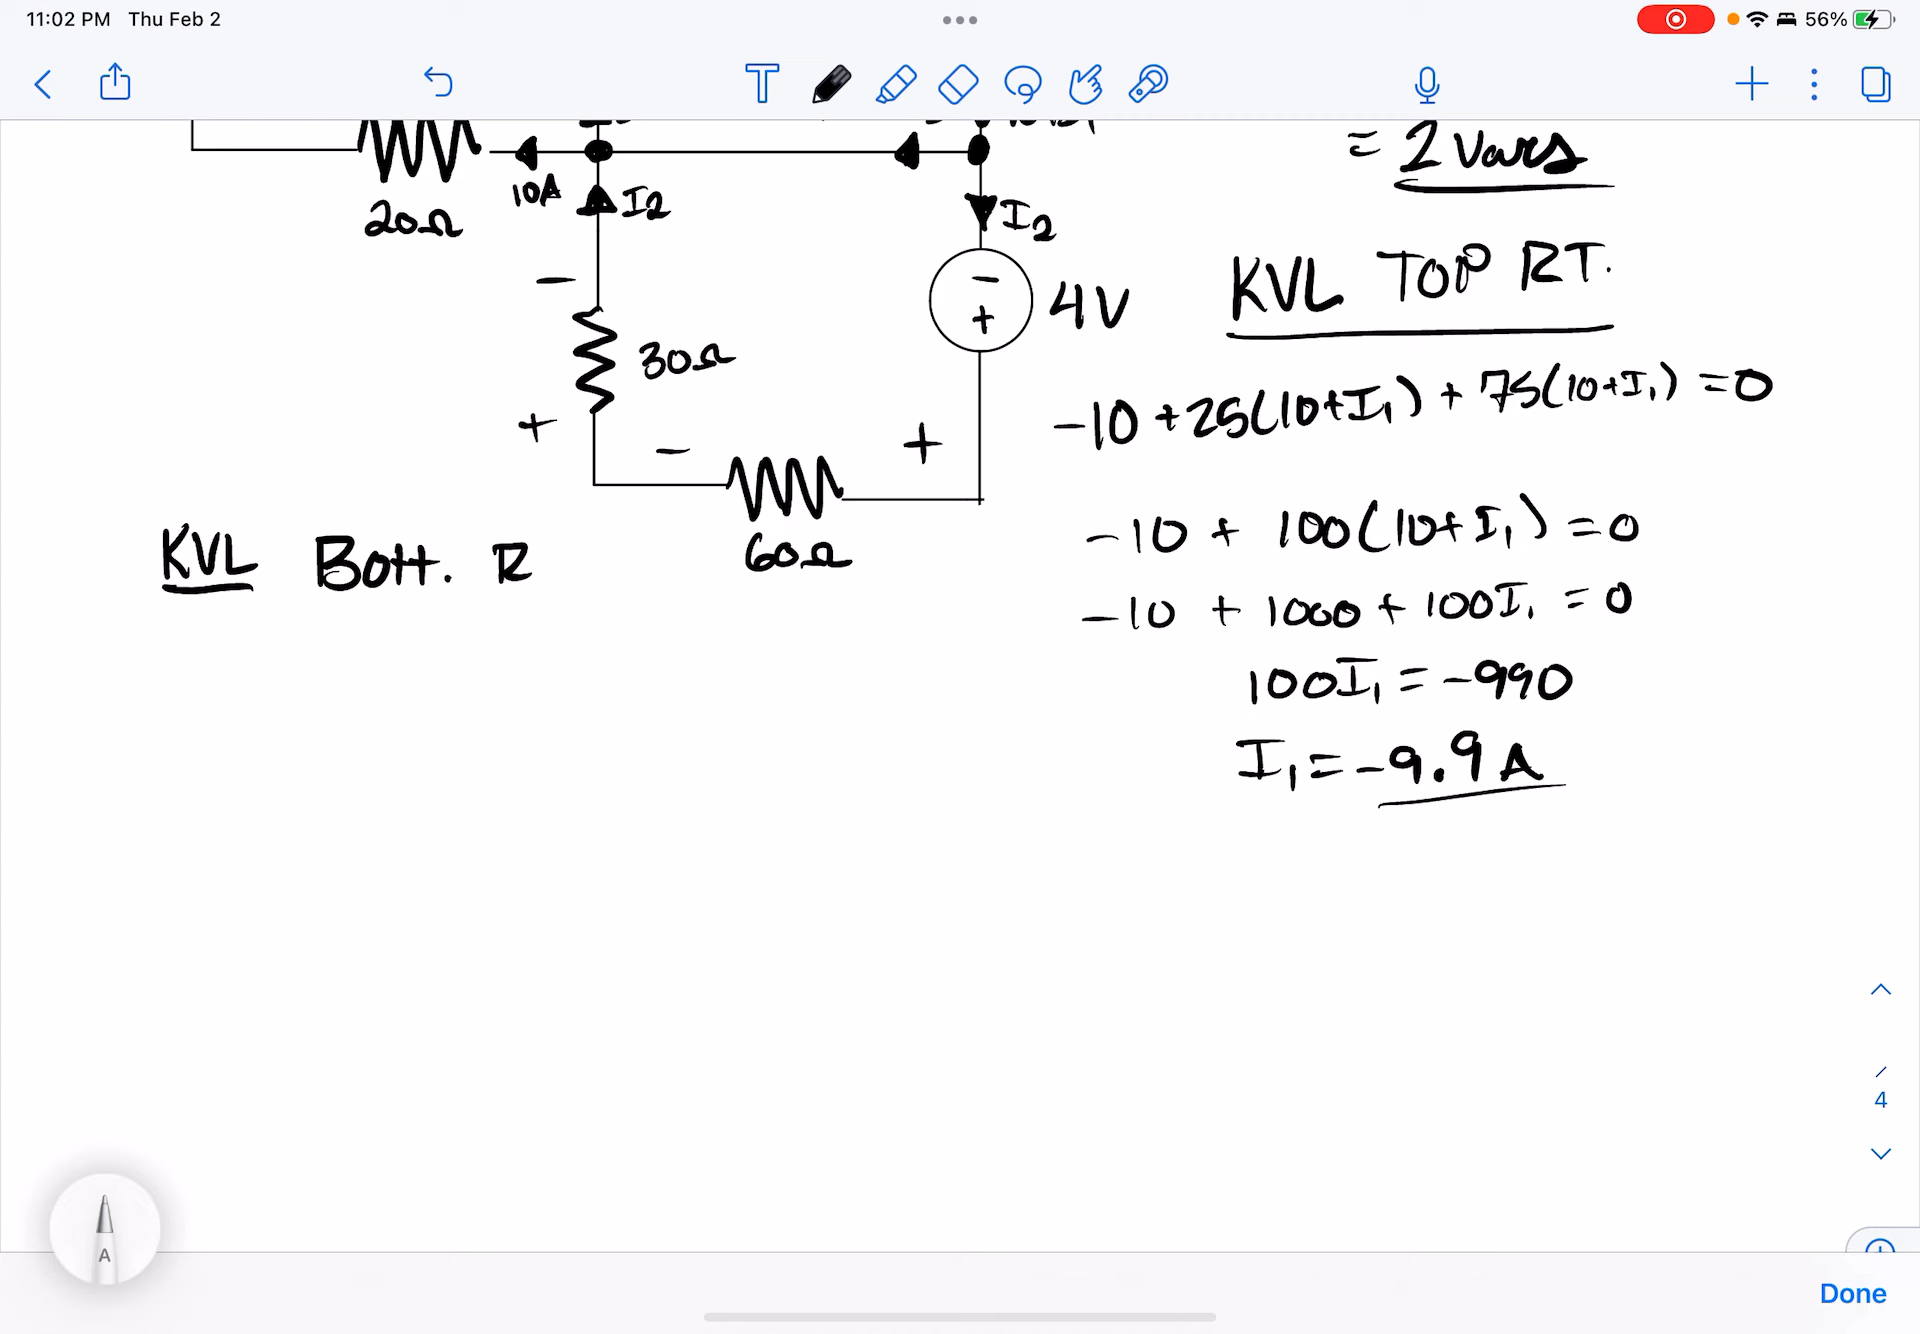 11:02 PM Thu Feb 2
56%
T
= 2 Vars
10A
I2
I2
20Ω
KVL TOP RT.
-
+
4V
30Ω
-10 +25(10+I₁) + 75(10+I₁) =0
-
+
+
-
-10 + 100(10+I₁) =0
KVL Bott. R
60Ω
-10 + 1000 + 100I₁ = 0
100I₁ = -990
I₁ = -9.9 A
/
4
A
Done